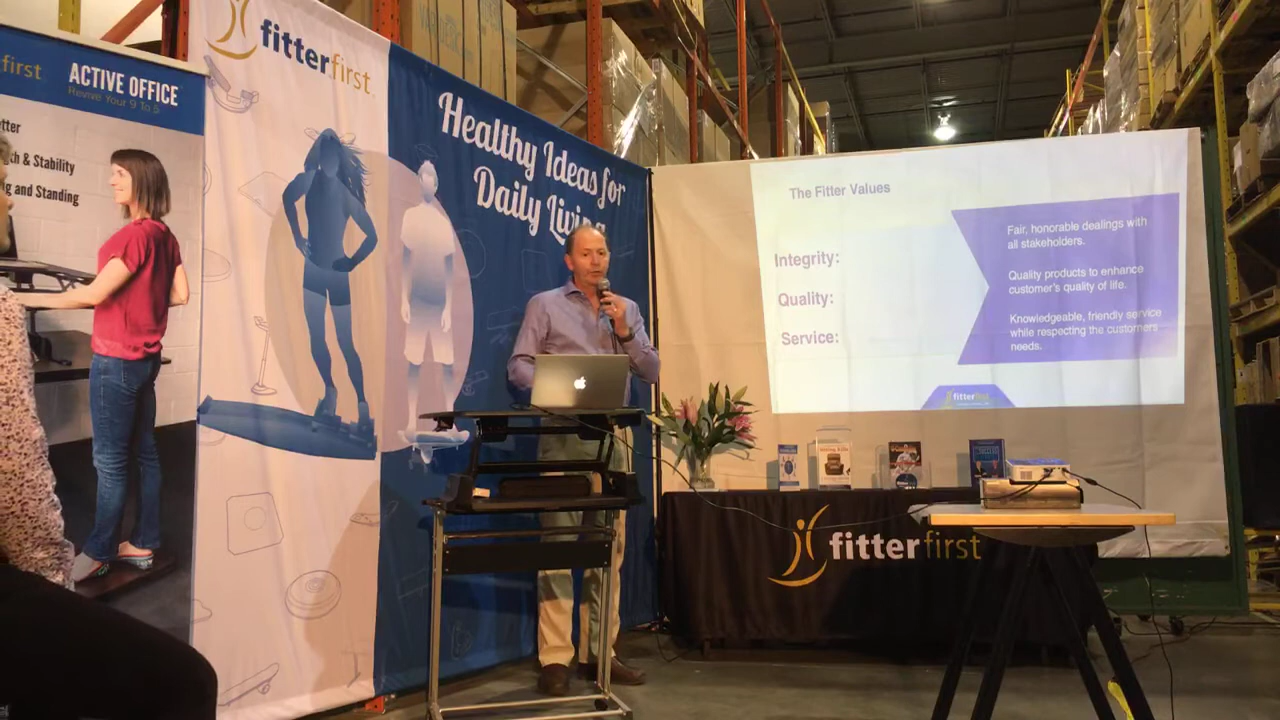 first
ACTIVE OFFICE
Revive Your 9 To 5
& Stability
and Standing
fitterfirst
Healthy Ideas for
Daily Living
The Fitter Values
Integrity:
Quality:
Service:
Fair, honorable dealings with
all stakeholders.
Quality products to enhance
customer's quality of life.
Knowledgeable, friendly service
while respecting the customers
needs.
fitterfirst
fitterfirst